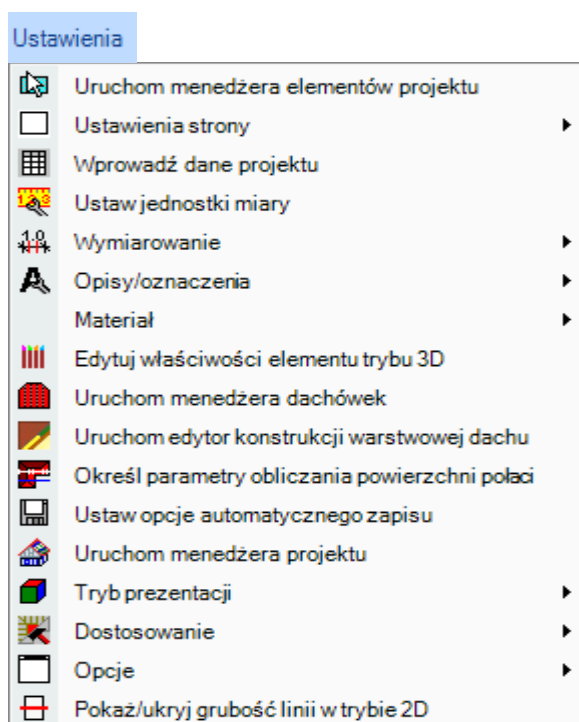 Ustawienia
Uruchom menedżera elementów projektu
Ustawienia strony
Wprowadź dane projektu
Ustaw jednostki miary
Wymiarowanie
Opisy/oznaczenia
Materiał
Edytuj właściwości elementu trybu 3D
Uruchom menedżera dachówek
Uruchom edytor konstrukcji warstwowej dachu
Określ parametry obliczania powierzchni połaci
Ustaw opcje automatycznego zapisu
Uruchom menedżera projektu
Tryb prezentacji
Dostosowanie
Opcje
Pokaż/ukryj grubość linii w trybie 2D